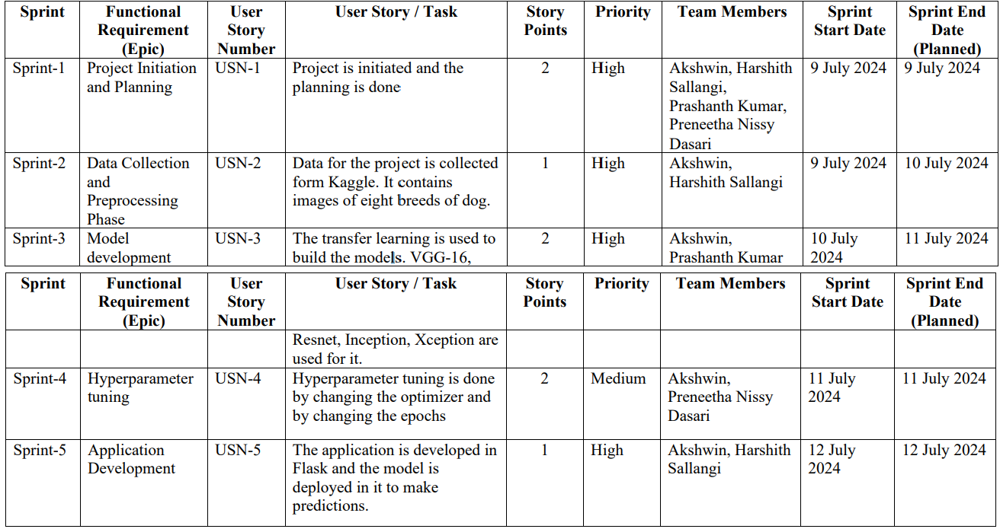 Sprint Functional Requirement (Epic) User Story Number User Story / Task Story Points Priority Team Members Sprint Start Date Sprint End Date (Planned)
Sprint-1 Project Initiation and Planning USN-1 Project is initiated and the planning is done 2 High Akshwin, Harshith Sallangi, Prashanth Kumar, Preneetha Nissy Dasari 9 July 2024 9 July 2024
Sprint-2 Data Collection and Preprocessing Phase USN-2 Data for the project is collected form Kaggle. It contains images of eight breeds of dog. 1 High Akshwin, Harshith Sallangi 9 July 2024 10 July 2024
Sprint-3 Model development USN-3 The transfer learning is used to build the models. VGG-16, 2 High Akshwin, Prashanth Kumar 10 July 2024 11 July 2024
Sprint Functional Requirement (Epic) User Story Number User Story / Task Story Points Priority Team Members Sprint Start Date Sprint End Date (Planned)
Resnet, Inception, Xception are used for it.
Sprint-4 Hyperparameter tuning USN-4 Hyperparameter tuning is done by changing the optimizer and by changing the epochs 2 Medium Akshwin, Preneetha Nissy Dasari 11 July 2024 11 July 2024
Sprint-5 Application Development USN-5 The application is developed in Flask and the model is deployed in it to make predictions. 1 High Akshwin, Harshith Sallangi 12 July 2024 12 July 2024